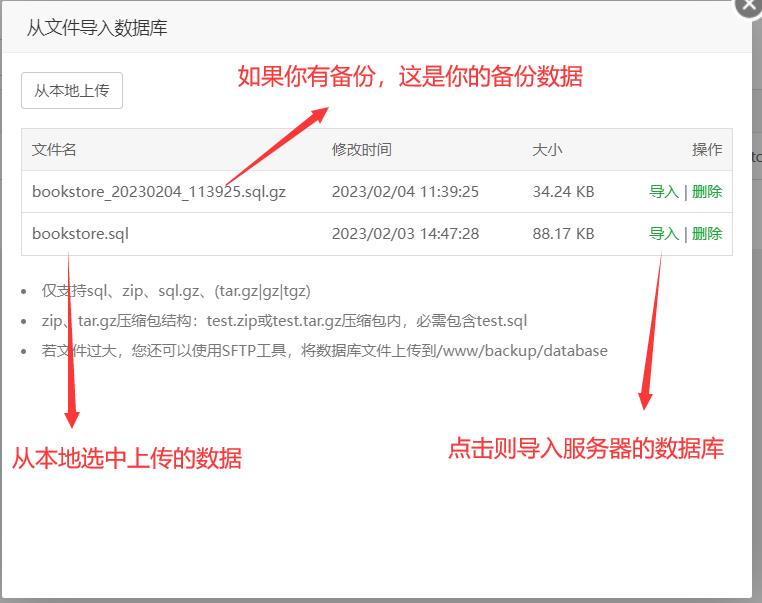 从文件导入数据库
如果你有备份，这是你的备份数据
从本地上传
文件名 修改时间 大小 操作
bookstore_20230204_113925.sql.gz 2023/02/04 11:39:25 34.24 KB 导入 | 删除
bookstore.sql 2023/02/03 14:47:28 88.17 KB 导入 | 删除
• 仅支持sql、zip、sql.gz、(tar.gz|gz|tgz)
• zip、tar.gz压缩包结构：test.zip或test.tar.gz压缩包内，必需包含test.sql
• 若文件过大，您还可以使用SFTP工具，将数据库文件上传到/www/backup/database
点击则导入服务器的数据库
从本地选中上传的数据